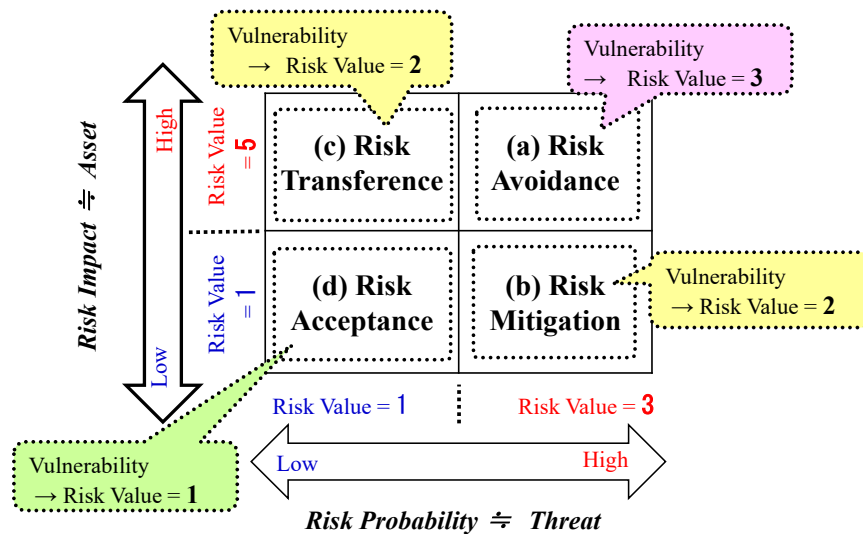 Vulnerability
→ Risk Value = 2
Vulnerability
→ Risk Value = 3
Risk Impact ≒ Asset
High
Low
Risk Value
= 5
Risk Value
= 1
(c) Risk
Transference
(a) Risk
Avoidance
(d) Risk
Acceptance
(b) Risk
Mitigation
Vulnerability
→ Risk Value = 2
Risk Value = 1
Risk Value = 3
Vulnerability
→ Risk Value = 1
Low
High
Risk Probability ≒ Threat